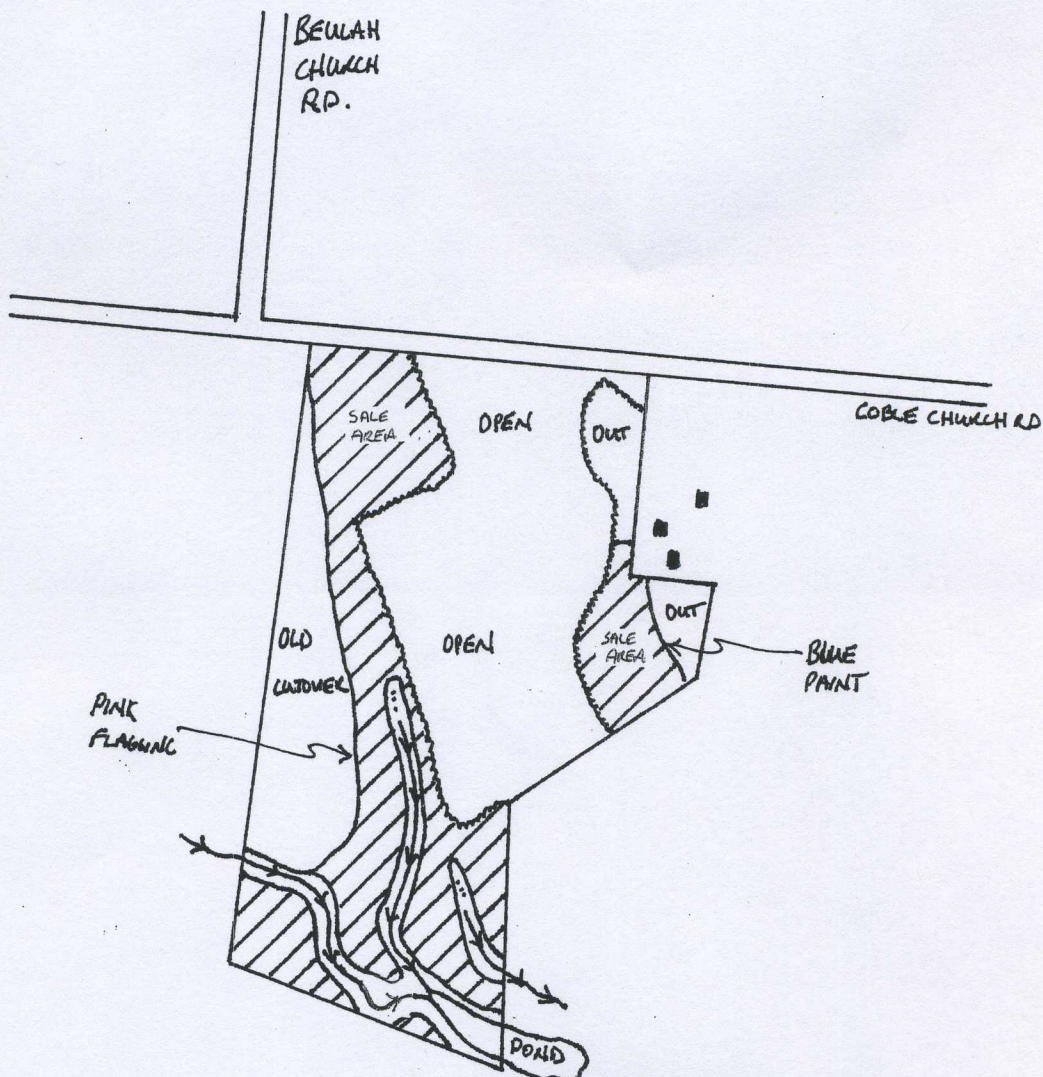 BEULAH
CHURCH
RD.
COBLE CHURCH RD
SALE
AREA
OPEN
OUT
OLD
CUTOVER
OPEN
SALE
AREA
OUT
BLUE
PAINT
PINK
FLAGGING
POND